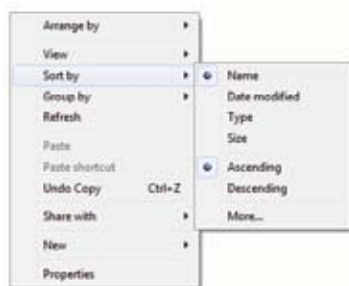 Arrange by
View
Sort by
Group by
Refresh
Paste
Paste shortcut
Undo Copy Ctrl+Z
Share with
New
Properties
Name
Date modified
Type
Size
Ascending
Descending
More...